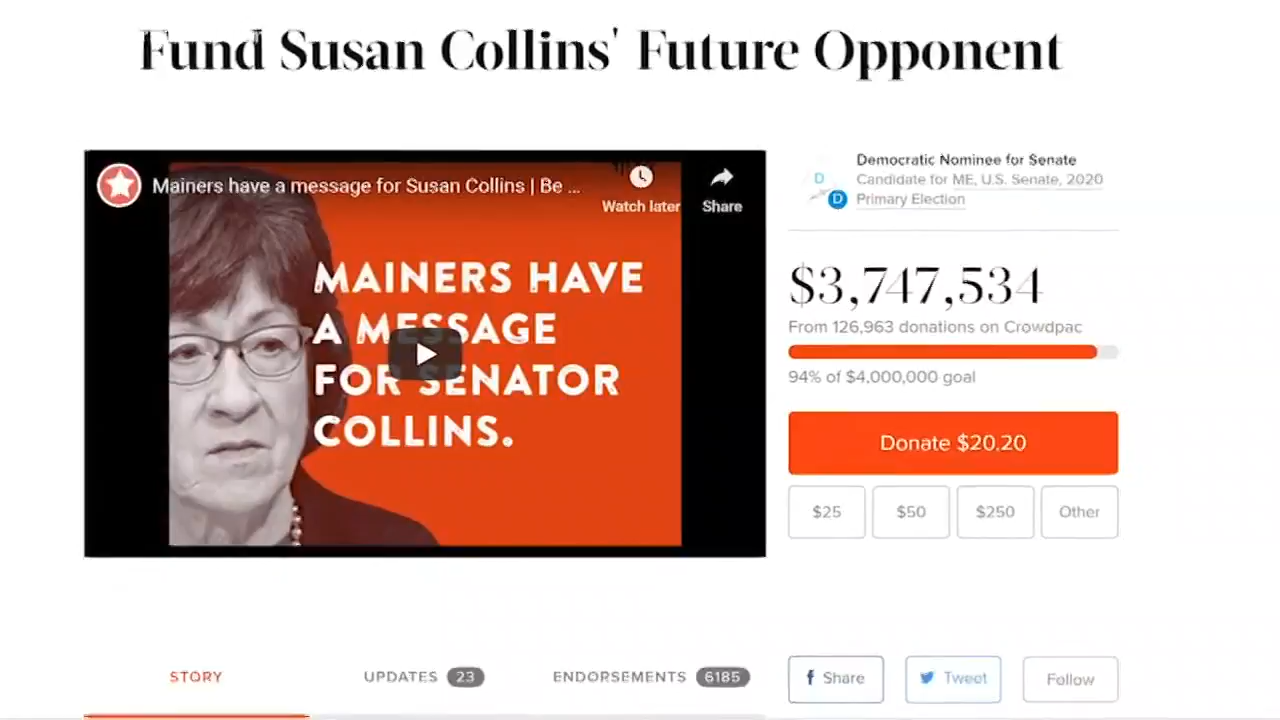 Fund Susan Collins' Future Opponent
Mainers have a message for Susan Collins | Be ...
Watch later
Share
MAINERS HAVE
A MESSAGE
FOR SENATOR
COLLINS.
D
D
Democratic Nominee for Senate
Candidate for ME, U.S. Senate, 2020
Primary Election
$3,747,534
From 126,963 donations on Crowdpac
94% of $4,000,000 goal
Donate $20.20
$25
$50
$250
Other
STORY
UPDATES 23
ENDORSEMENTS 6185
f Share
Tweet
Follow